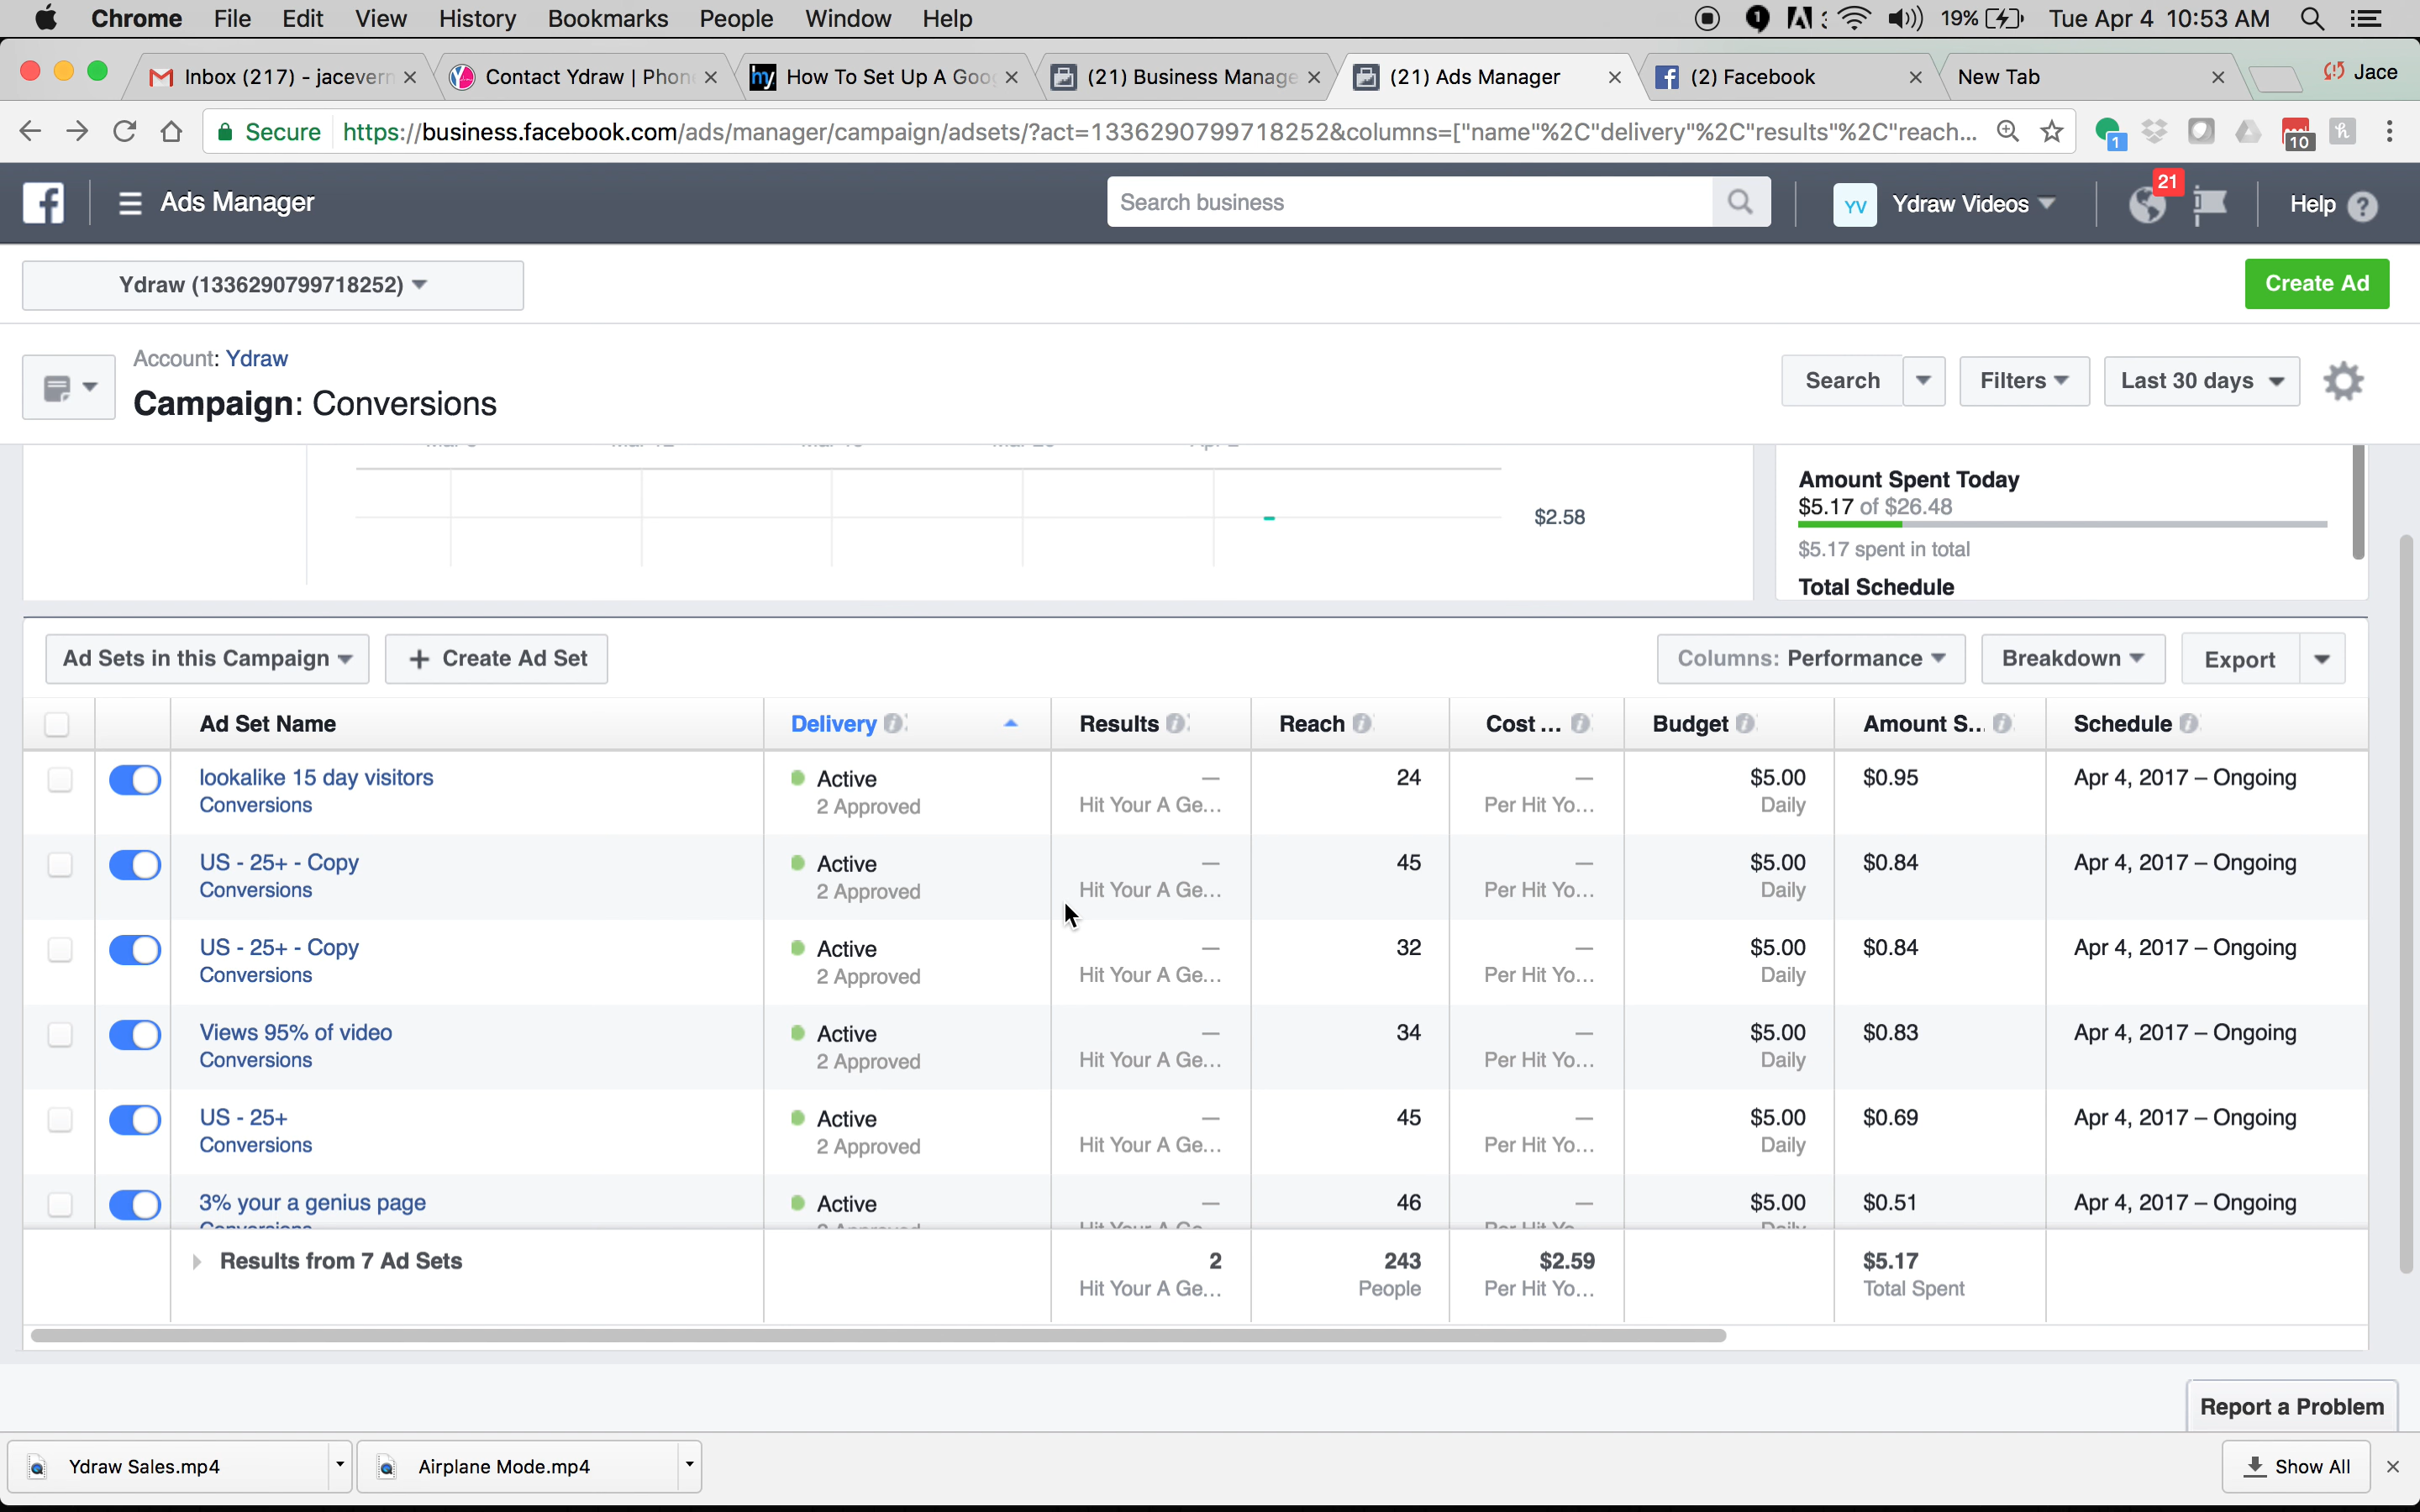 Chrome File Edit View History Bookmarks People Window Help 19% Tue Apr 4 10:53 AM
Inbox (217) - jacevern Contact Ydraw | Phon How To Set Up A Goo (21) Business Manage (21) Ads Manager (2) Facebook New Tab Jace
Secure https://business.facebook.com/ads/manager/campaign/adsets/?act=1336290799718252&columns=["name"%2C"delivery"%2C"results"%2C"reach... 1 10
Ads Manager Search business YV Ydraw Videos 21 Help ?
Ydraw (1336290799718252) Create Ad
Account: Ydraw
Campaign: Conversions Search Filters Last 30 days
Amount Spent Today
$5.17 of $26.48
$2.58
$5.17 spent in total
Total Schedule
Ad Sets in this Campaign + Create Ad Set Columns: Performance Breakdown Export
Ad Set Name Delivery Results Reach Cost ... Budget Amount S... Schedule
lookalike 15 day visitors Active — 24 — $5.00 $0.95 Apr 4, 2017 – Ongoing
Conversions 2 Approved Hit Your A Ge... Per Hit Yo... Daily
US - 25+ - Copy Active — 45 — $5.00 $0.84 Apr 4, 2017 – Ongoing
Conversions 2 Approved Hit Your A Ge... Per Hit Yo... Daily
US - 25+ - Copy Active — 32 — $5.00 $0.84 Apr 4, 2017 – Ongoing
Conversions 2 Approved Hit Your A Ge... Per Hit Yo... Daily
Views 95% of video Active — 34 — $5.00 $0.83 Apr 4, 2017 – Ongoing
Conversions 2 Approved Hit Your A Ge... Per Hit Yo... Daily
US - 25+ Active — 45 — $5.00 $0.69 Apr 4, 2017 – Ongoing
Conversions 2 Approved Hit Your A Ge... Per Hit Yo... Daily
3% your a genius page Active — 46 — $5.00 $0.51 Apr 4, 2017 – Ongoing
Results from 7 Ad Sets 2 243 $2.59 $5.17
Hit Your A Ge... People Per Hit Yo... Total Spent
Report a Problem
Ydraw Sales.mp4 Airplane Mode.mp4 Show All